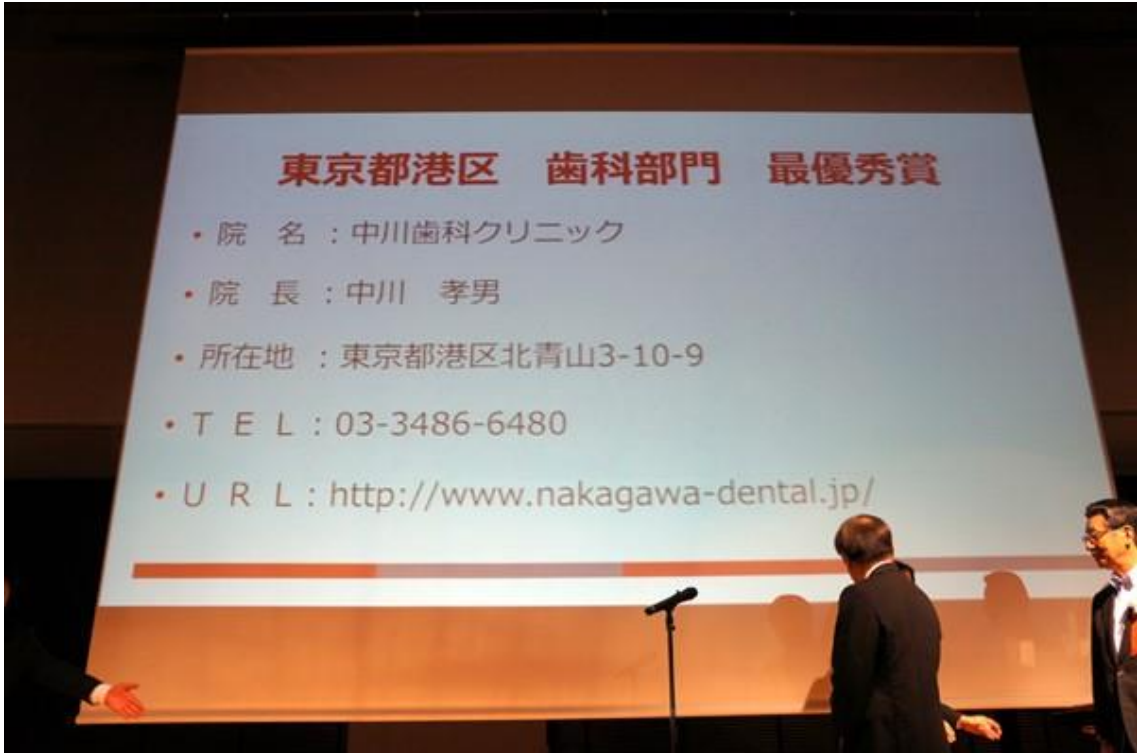 東京都港区　歯科部門　最優秀賞
・院　名 ：中川歯科クリニック
・院　長 ：中川　孝男
・所在地 ：東京都港区北青山3-10-9
・Ｔ Ｅ Ｌ：03-3486-6480
・Ｕ Ｒ Ｌ：http://www.nakagawa-dental.jp/